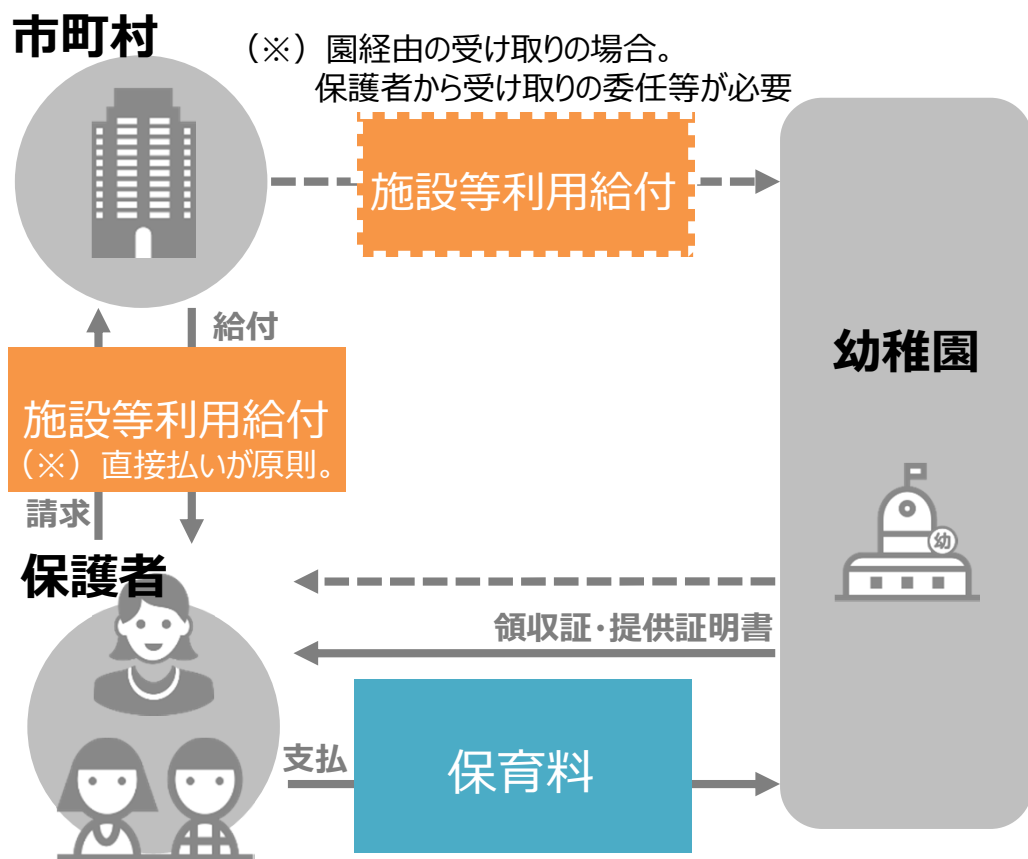 市町村
（※）園経由の受け取りの場合。
保護者から受け取りの委任等が必要
施設等利用給付
給付
幼稚園
施設等利用給付
（※）直接払いが原則。
請求
保護者
幼
領収証・提供証明書
支払
保育料